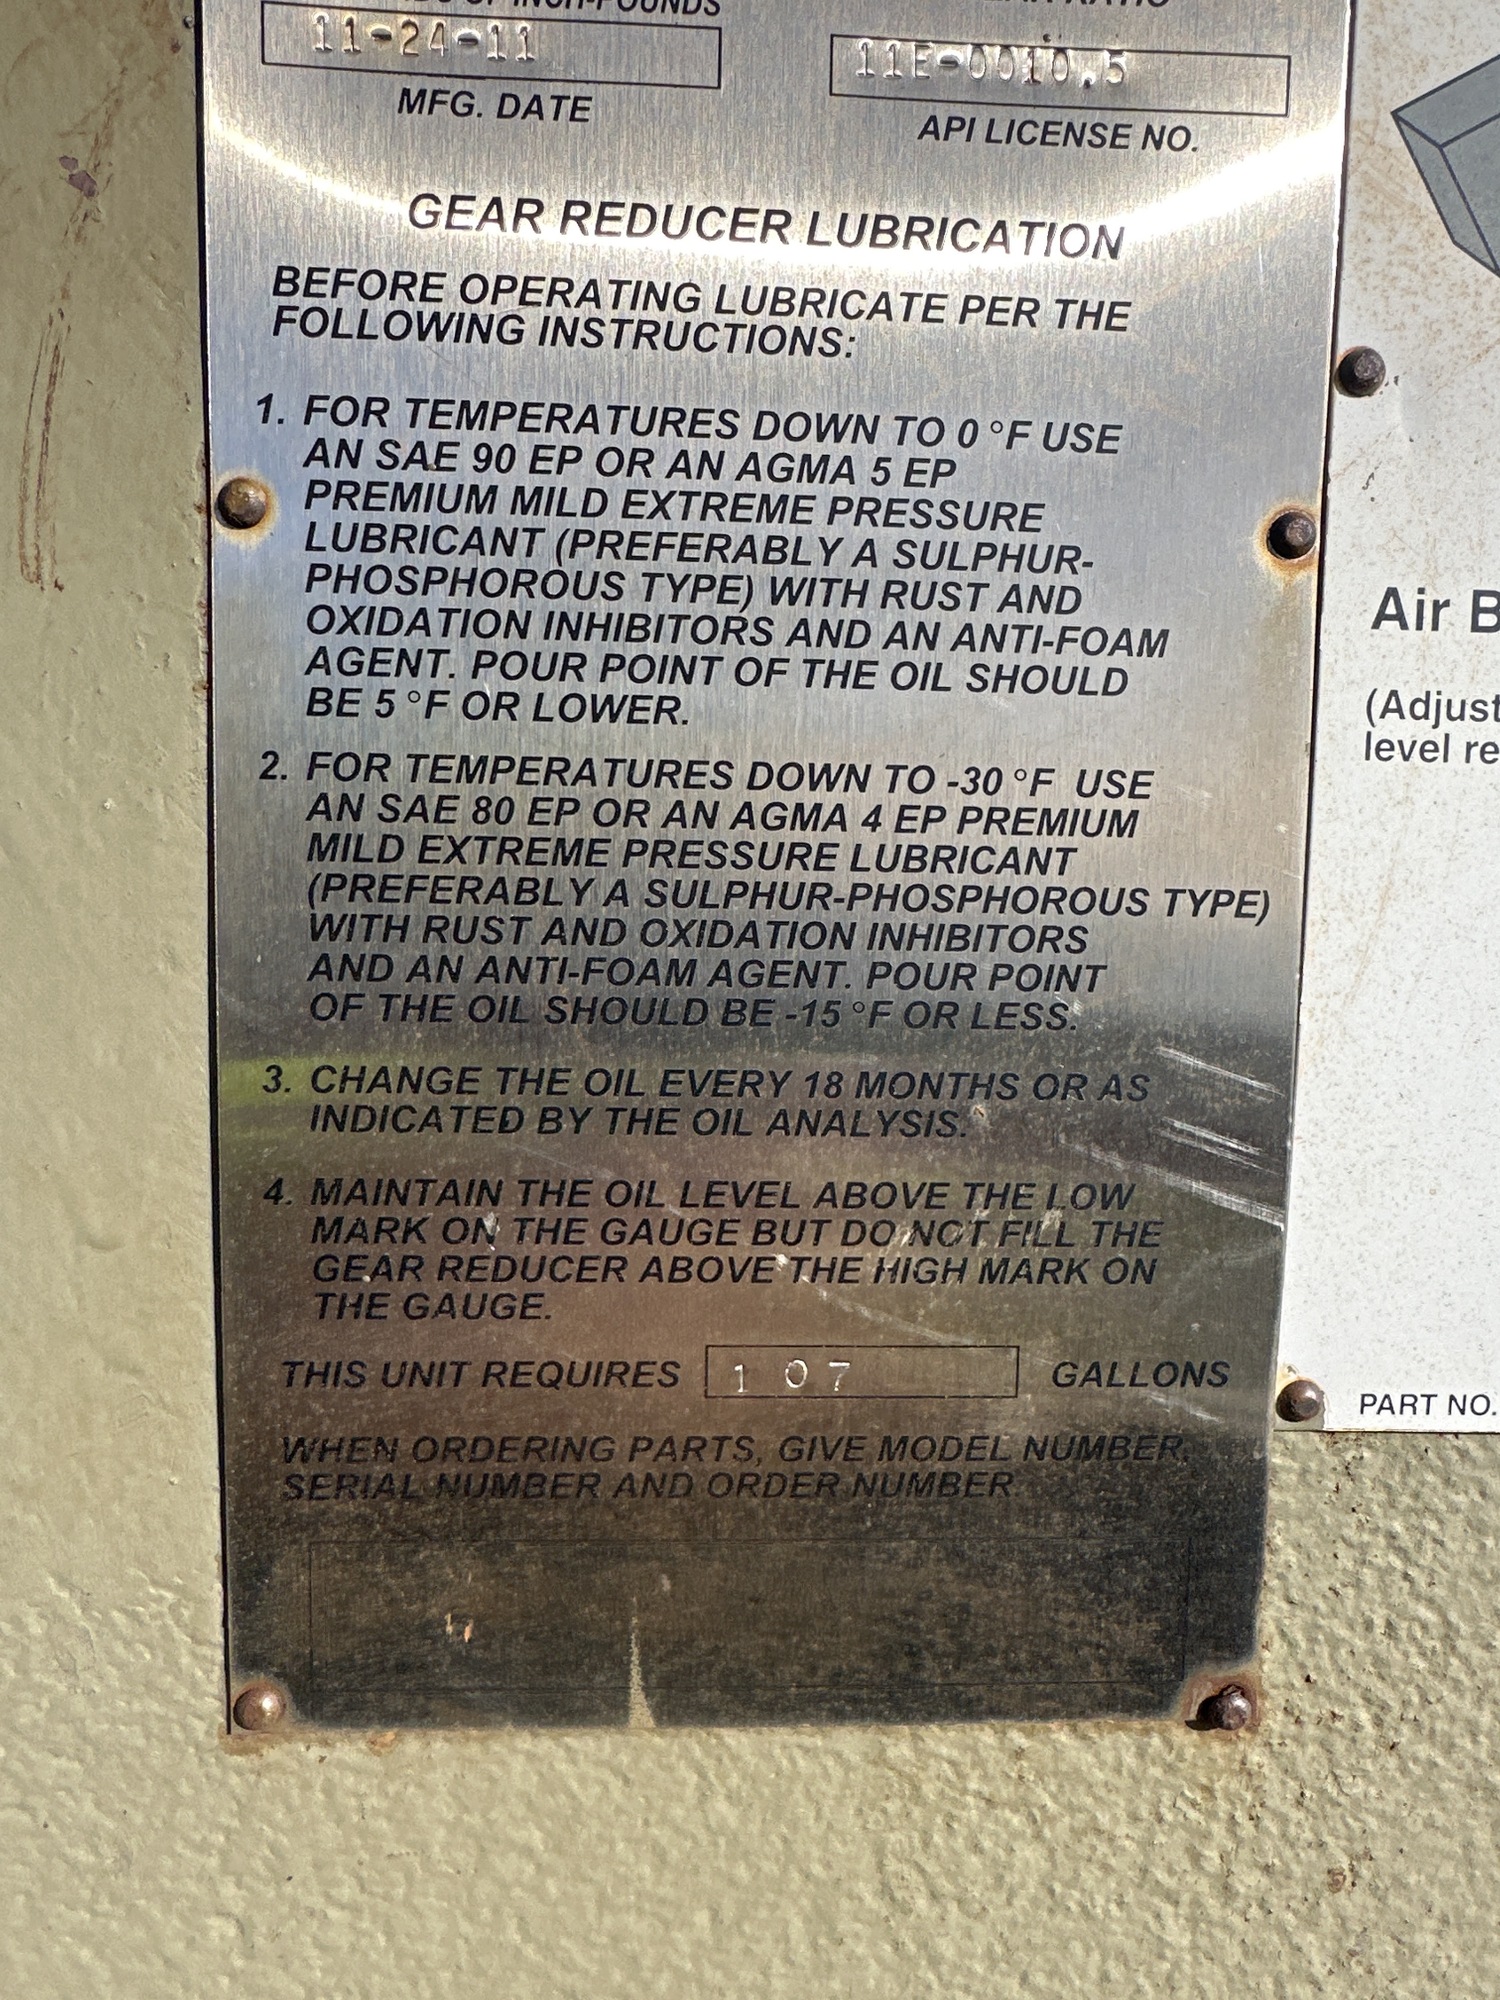 INCH-POUNDS
RATIO
11-24-11
11E-0010.5
MFG. DATE
API LICENSE NO.
GEAR REDUCER LUBRICATION
BEFORE OPERATING LUBRICATE PER THE
FOLLOWING INSTRUCTIONS:
1. FOR TEMPERATURES DOWN TO 0 °F USE
AN SAE 90 EP OR AN AGMA 5 EP
PREMIUM MILD EXTREME PRESSURE
LUBRICANT (PREFERABLY A SULPHUR-
PHOSPHOROUS TYPE) WITH RUST AND
OXIDATION INHIBITORS AND AN ANTI-FOAM
AGENT. POUR POINT OF THE OIL SHOULD
BE 5 °F OR LOWER.
2. FOR TEMPERATURES DOWN TO -30 °F USE
AN SAE 80 EP OR AN AGMA 4 EP PREMIUM
MILD EXTREME PRESSURE LUBRICANT
(PREFERABLY A SULPHUR-PHOSPHOROUS TYPE)
WITH RUST AND OXIDATION INHIBITORS
AND AN ANTI-FOAM AGENT. POUR POINT
OF THE OIL SHOULD BE -15 °F OR LESS.
3. CHANGE THE OIL EVERY 18 MONTHS OR AS
INDICATED BY THE OIL ANALYSIS.
4. MAINTAIN THE OIL LEVEL ABOVE THE LOW
MARK ON THE GAUGE BUT DO NOT FILL THE
GEAR REDUCER ABOVE THE HIGH MARK ON
THE GAUGE.
THIS UNIT REQUIRES 107 GALLONS
WHEN ORDERING PARTS, GIVE MODEL NUMBER,
SERIAL NUMBER AND ORDER NUMBER
Air B
(Adjust
level re
PART NO.